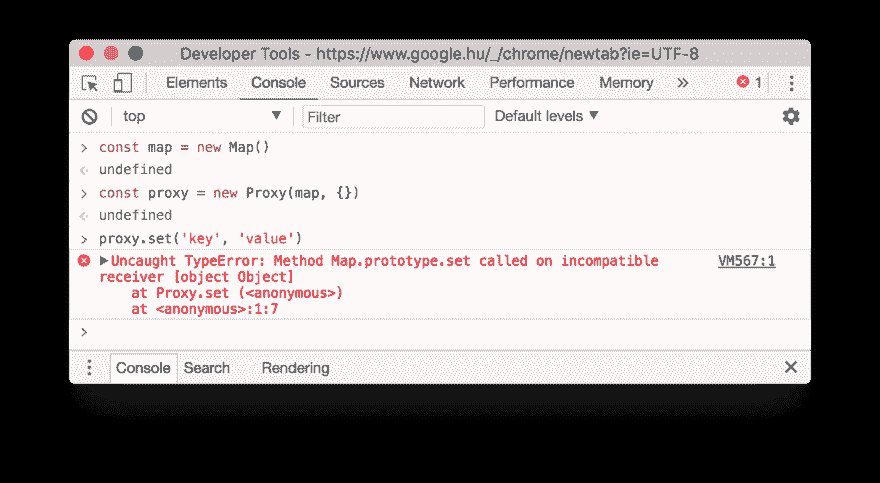 Developer Tools - https://www.google.hu/_/chrome/newtab?ie=UTF-8
Elements Console Sources Network Performance Memory » 1
top Filter Default levels ▼
> const map = new Map()
<· undefined
> const proxy = new Proxy(map, {})
<· undefined
> proxy.set('key', 'value')
▶Uncaught TypeError: Method Map.prototype.set called on incompatible VM567:1
receiver [object Object]
at Proxy.set (<anonymous>)
at <anonymous>:1:7
>
Console Search Rendering